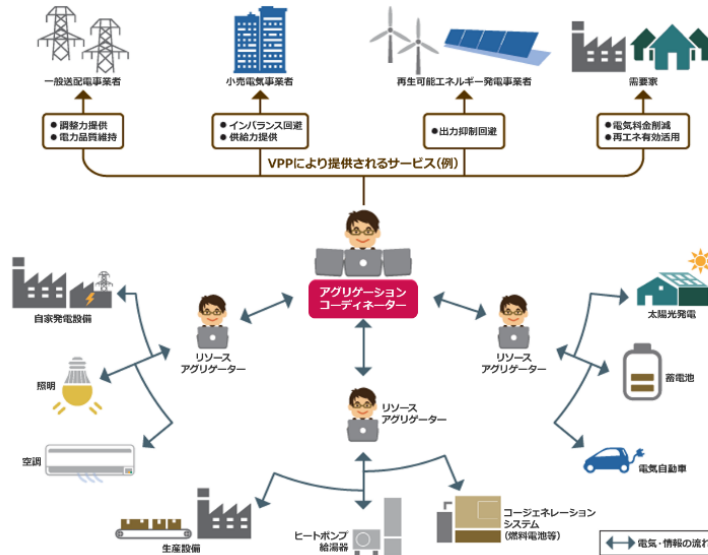 一般送配電事業者
小売電気事業者
再生可能エネルギー発電事業者
需要家
●調整力提供
●電力品質維持
●インバランス回避
●供給力提供
●出力抑制回避
●電気料金削減
●再エネ有効活用
VPPにより提供されるサービス(例)
アグリゲーション
コーディネーター
自家発電設備
リソース
アグリゲーター
リソース
アグリゲーター
太陽光発電
照明
蓄電池
リソース
アグリゲーター
空調
電気自動車
生産設備
ヒートポンプ
給湯器
コージェネレーション
システム
(燃料電池等)
電気・情報の流れ